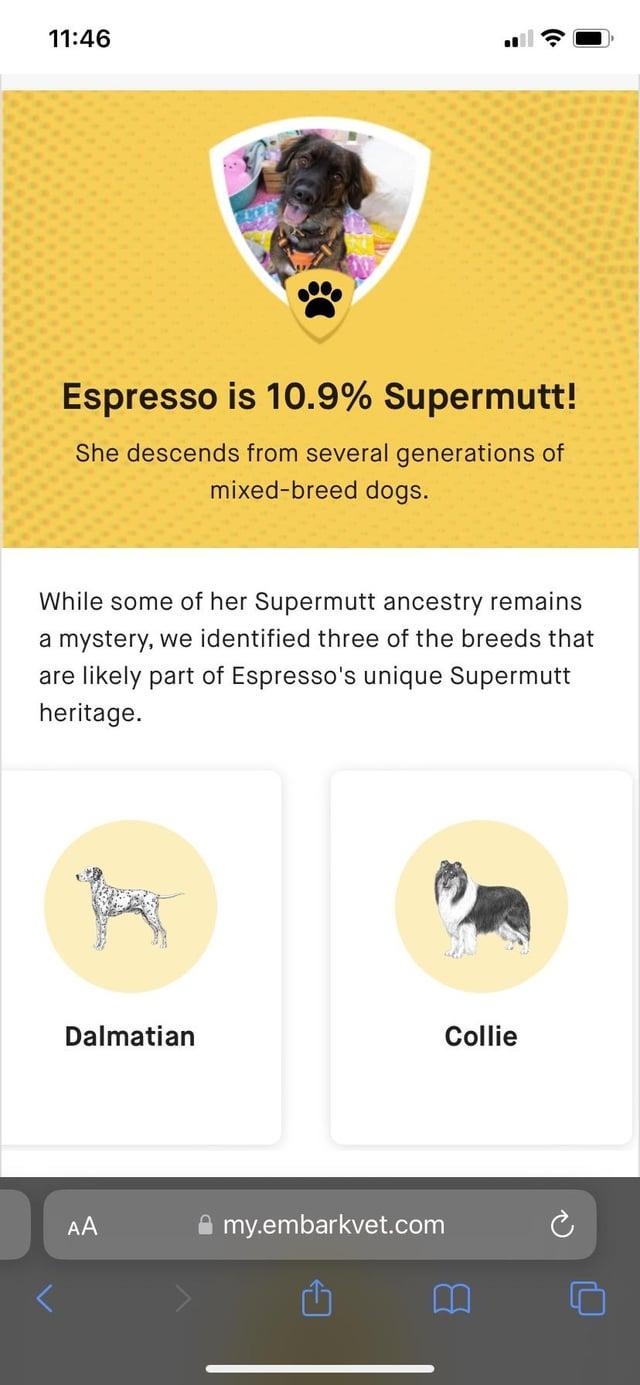 11:46
Espresso is 10.9% Supermutt!
She descends from several generations of
mixed-breed dogs.
While some of her Supermutt ancestry remains
a mystery, we identified three of the breeds that
are likely part of Espresso's unique Supermutt
heritage.
Dalmatian
Collie
AA
my.embarkvet.com